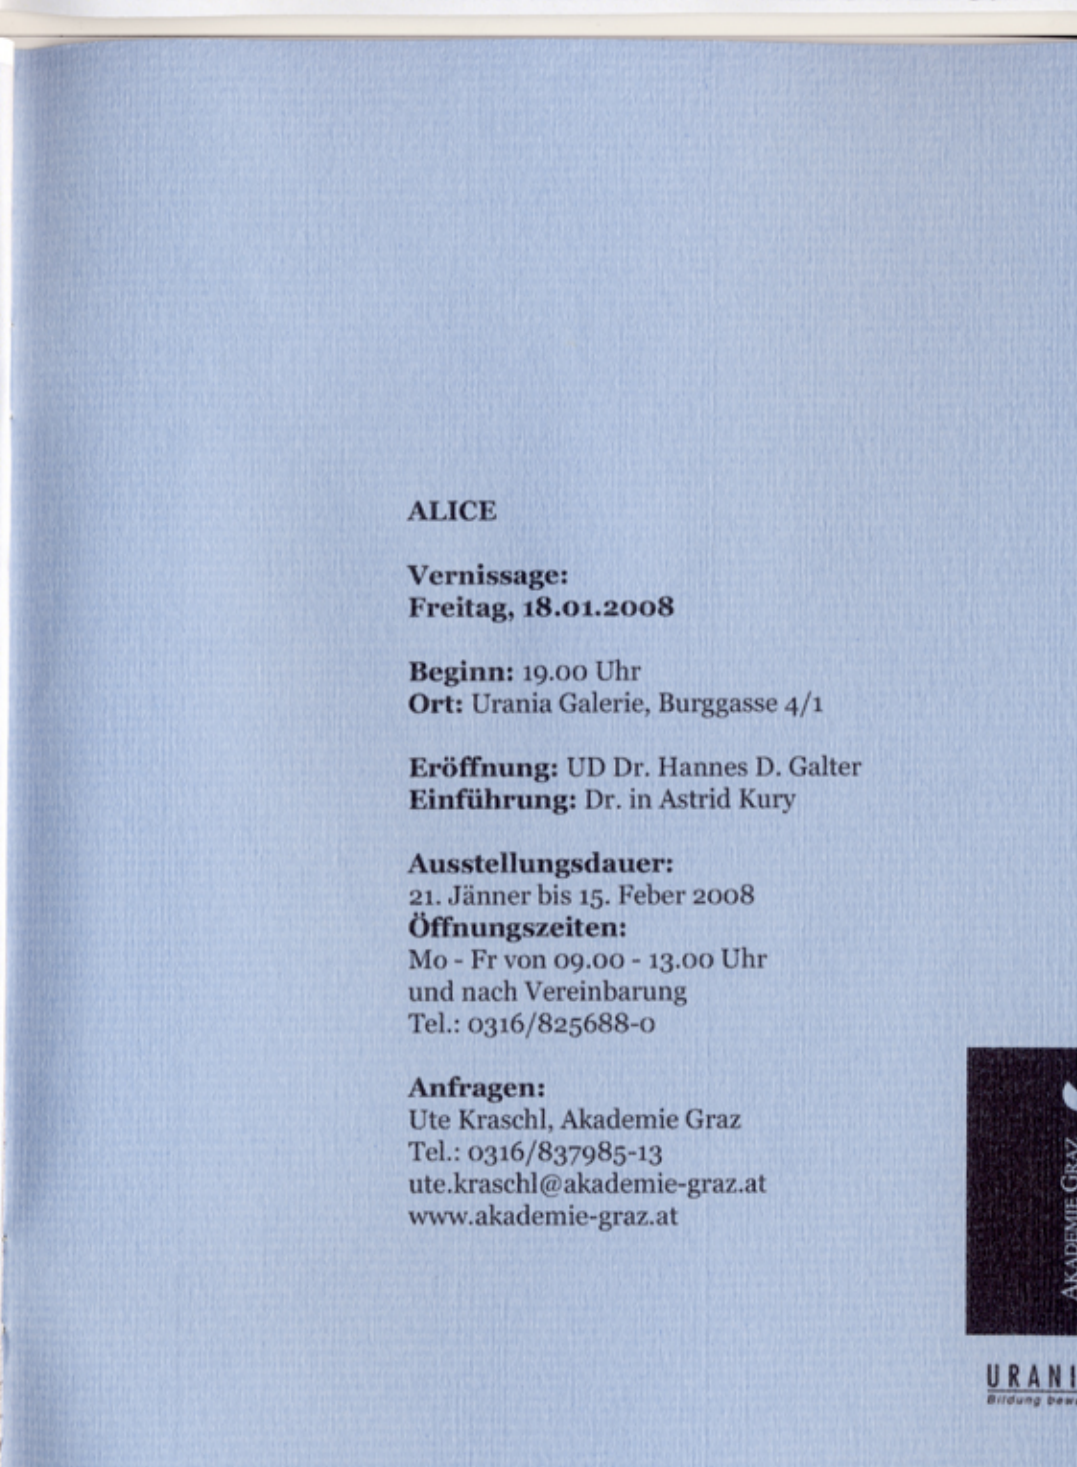 ALICE
Vernissage:
Freitag, 18.01.2008
Beginn: 19.00 Uhr
Ort: Urania Galerie, Burggasse 4/1
Eröffnung: UD Dr. Hannes D. Galter
Einführung: Dr. in Astrid Kury
Ausstellungsdauer:
21. Jänner bis 15. Feber 2008
Öffnungszeiten:
Mo - Fr von 09.00 - 13.00 Uhr
und nach Vereinbarung
Tel.: 0316/825688-0
Anfragen:
Ute Kraschl, Akademie Graz
Tel.: 0316/837985-13
ute.kraschl@akademie-graz.at
www.akademie-graz.at
AKADEMIE GRAZ
URANI
Bildung bew